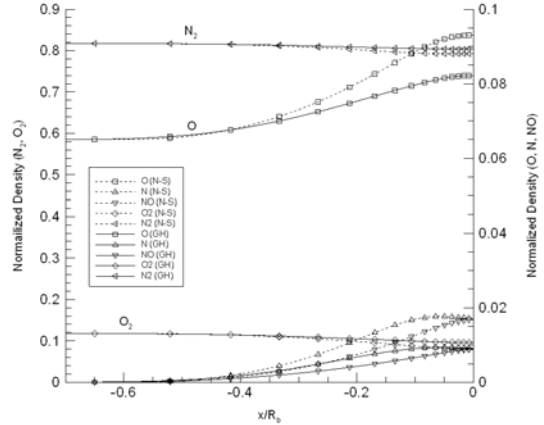 0.9
0.8
0.7
0.6
0.5
0.4
0.3
0.2
0.1
0
Normailized Density (N2, O2)
N2
O
O2
O (N-S)
N (N-S)
NO (N-S)
O2 (N-S)
N2 (N-S)
O (GH)
N (GH)
NO (GH)
O2 (GH)
N2 (GH)
0.1
0.08
0.06
0.04
0.02
0
Normalized Density (O, N, NO)
-0.6
-0.4
-0.2
-0
x/Rb